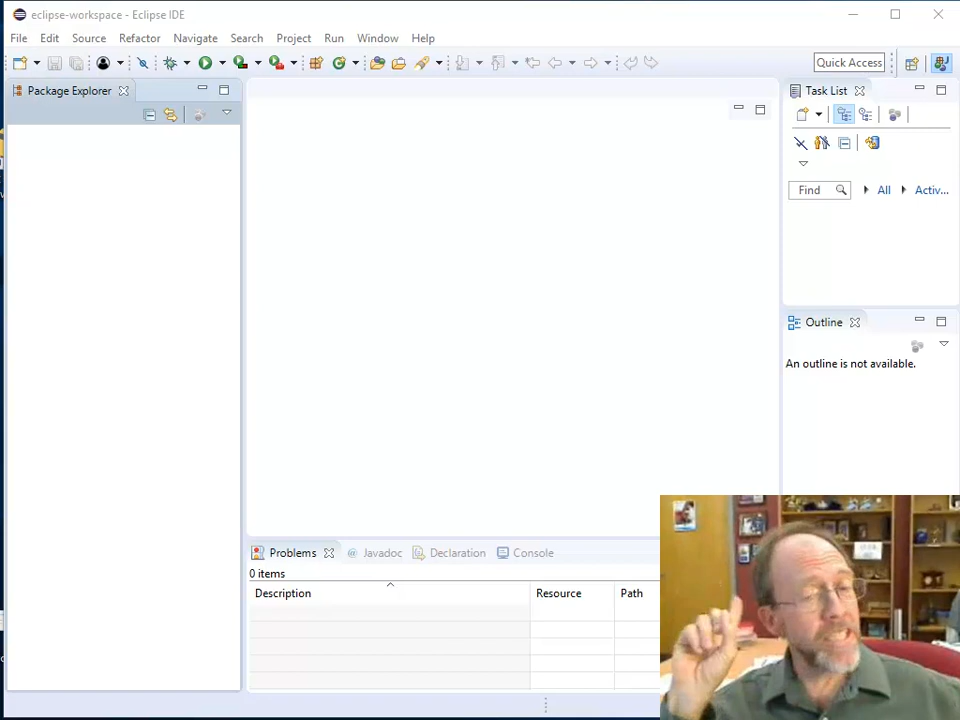 eclipse-workspace - Eclipse IDE
File Edit Source Refactor Navigate Search Project Run Window Help
Quick Access
Package Explorer
Task List
Find All Activ...
Outline
An outline is not available.
Problems Javadoc Declaration Console
0 items
Description Resource Path